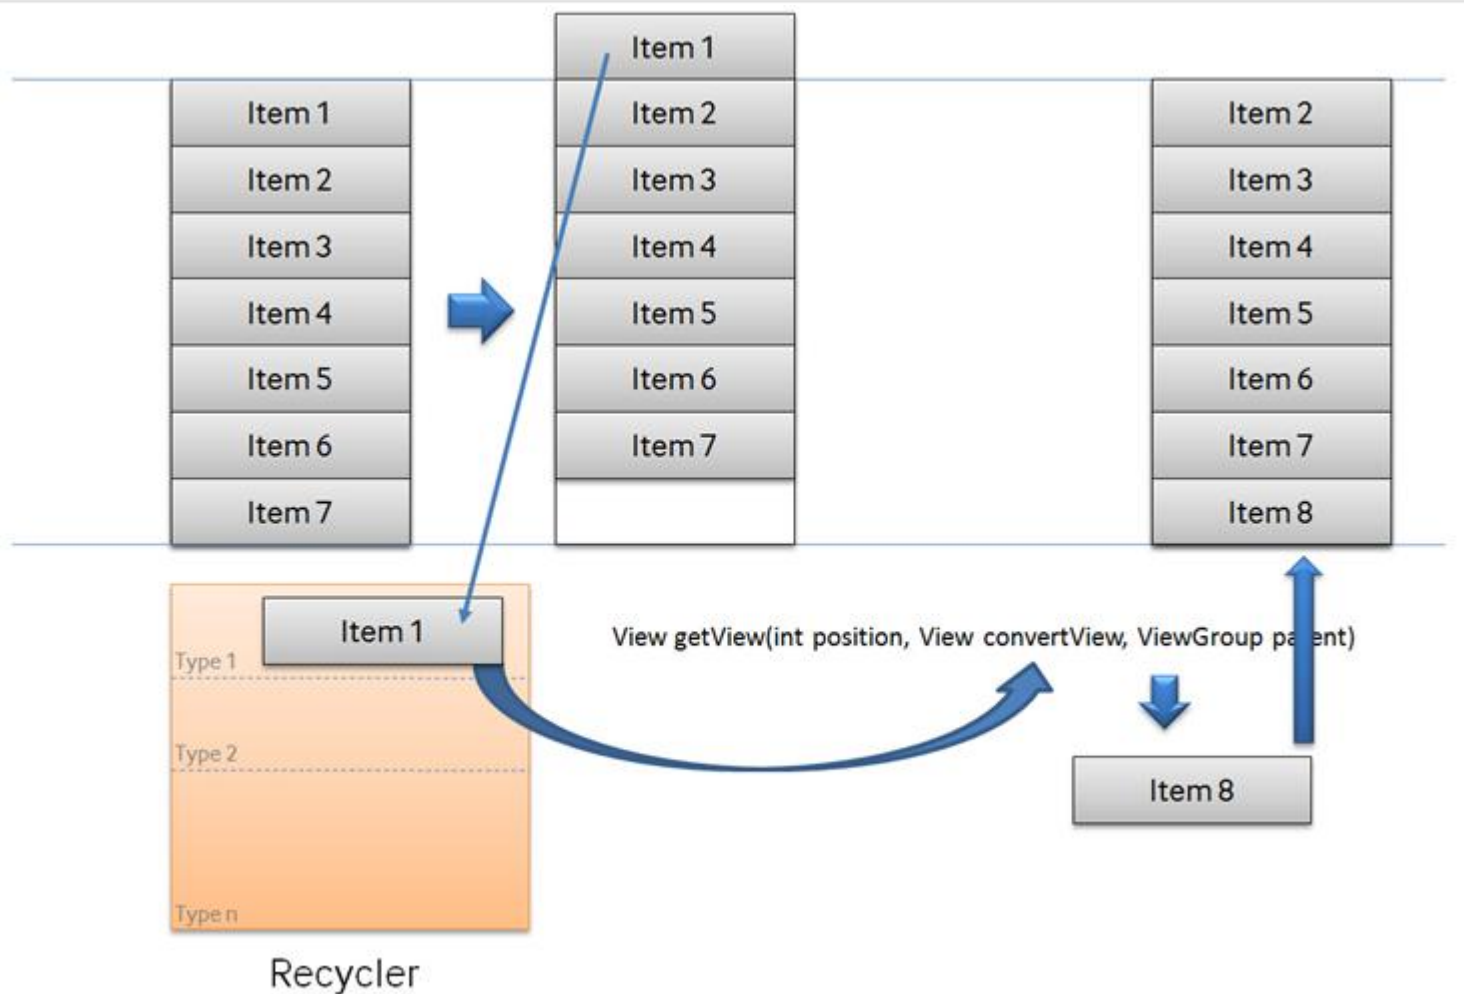 Item 1
Item 2
Item 3
Item 4
Item 5
Item 6
Item 7
Item 1
Item 2
Item 3
Item 4
Item 5
Item 6
Item 7
Item 2
Item 3
Item 4
Item 5
Item 6
Item 7
Item 8
Item 1
Type 1
Type 2
Type n
Recycler
View getView(int position, View convertView, ViewGroup parent)
Item 8